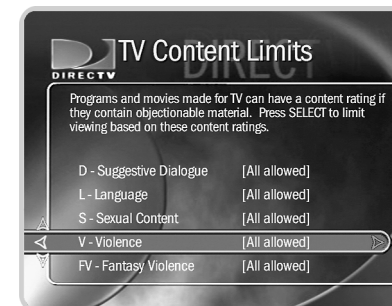 DIRECTV
TV Content Limits
DIRECT
Programs and movies made for TV can have a content rating if
they contain objectionable material. Press SELECT to limit
viewing based on these content ratings.
D - Suggestive Dialogue [All allowed]
L - Language [All allowed]
S - Sexual Content [All allowed]
V - Violence [All allowed]
FV - Fantasy Violence [All allowed]